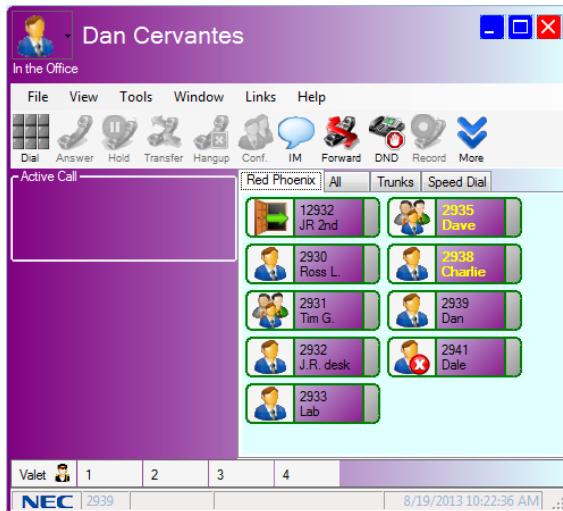 Dan Cervantes
In the Office
File View Tools Window Links Help
Dial Answer Hold Transfer Hangup Conf. IM Forward DND Record More
Active Call
Red Phoenix All Trunks Speed Dial
12932
JR 2nd
2935
Dave
2930
Ross L.
2938
Charlie
2931
Tim G.
2939
Dan
2932
J.R. desk
2941
Dale
2933
Lab
Valet 1 2 3 4
NEC 2939 8/19/2013 10:22:36 AM